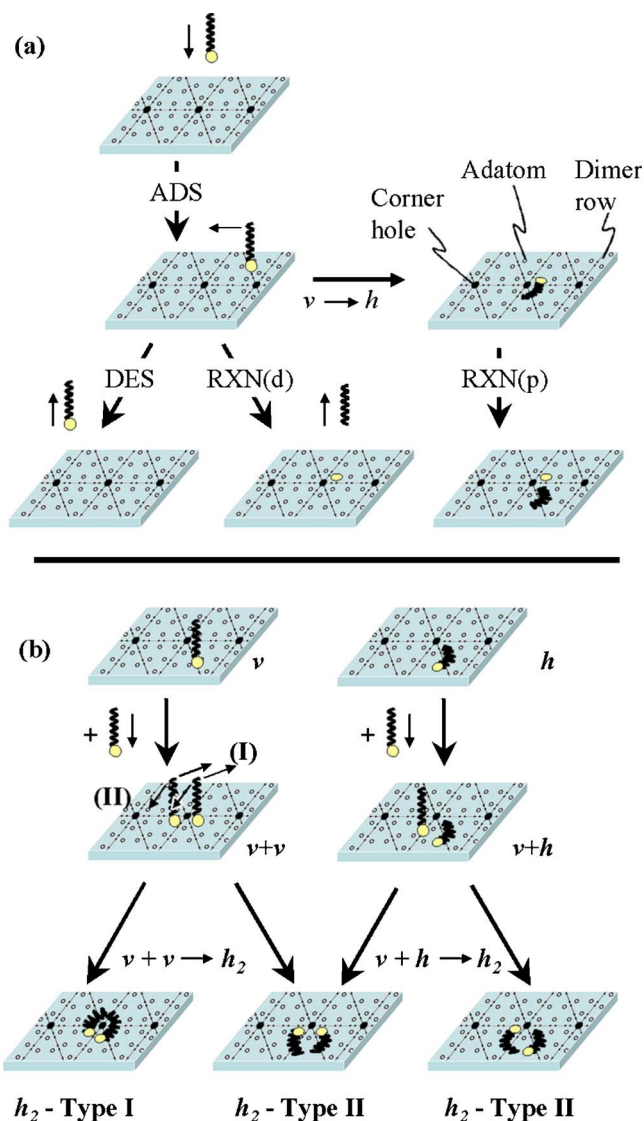 (a)
ADS
Corner
hole
Adatom
Dimer
row
v → h
DES
RXN(d)
RXN(p)
(b)
v
h
+
+
(I)
(II)
v+v
v+h
v + v → h₂
v + h → h₂
h₂ - Type I
h₂ - Type II
h₂ - Type II